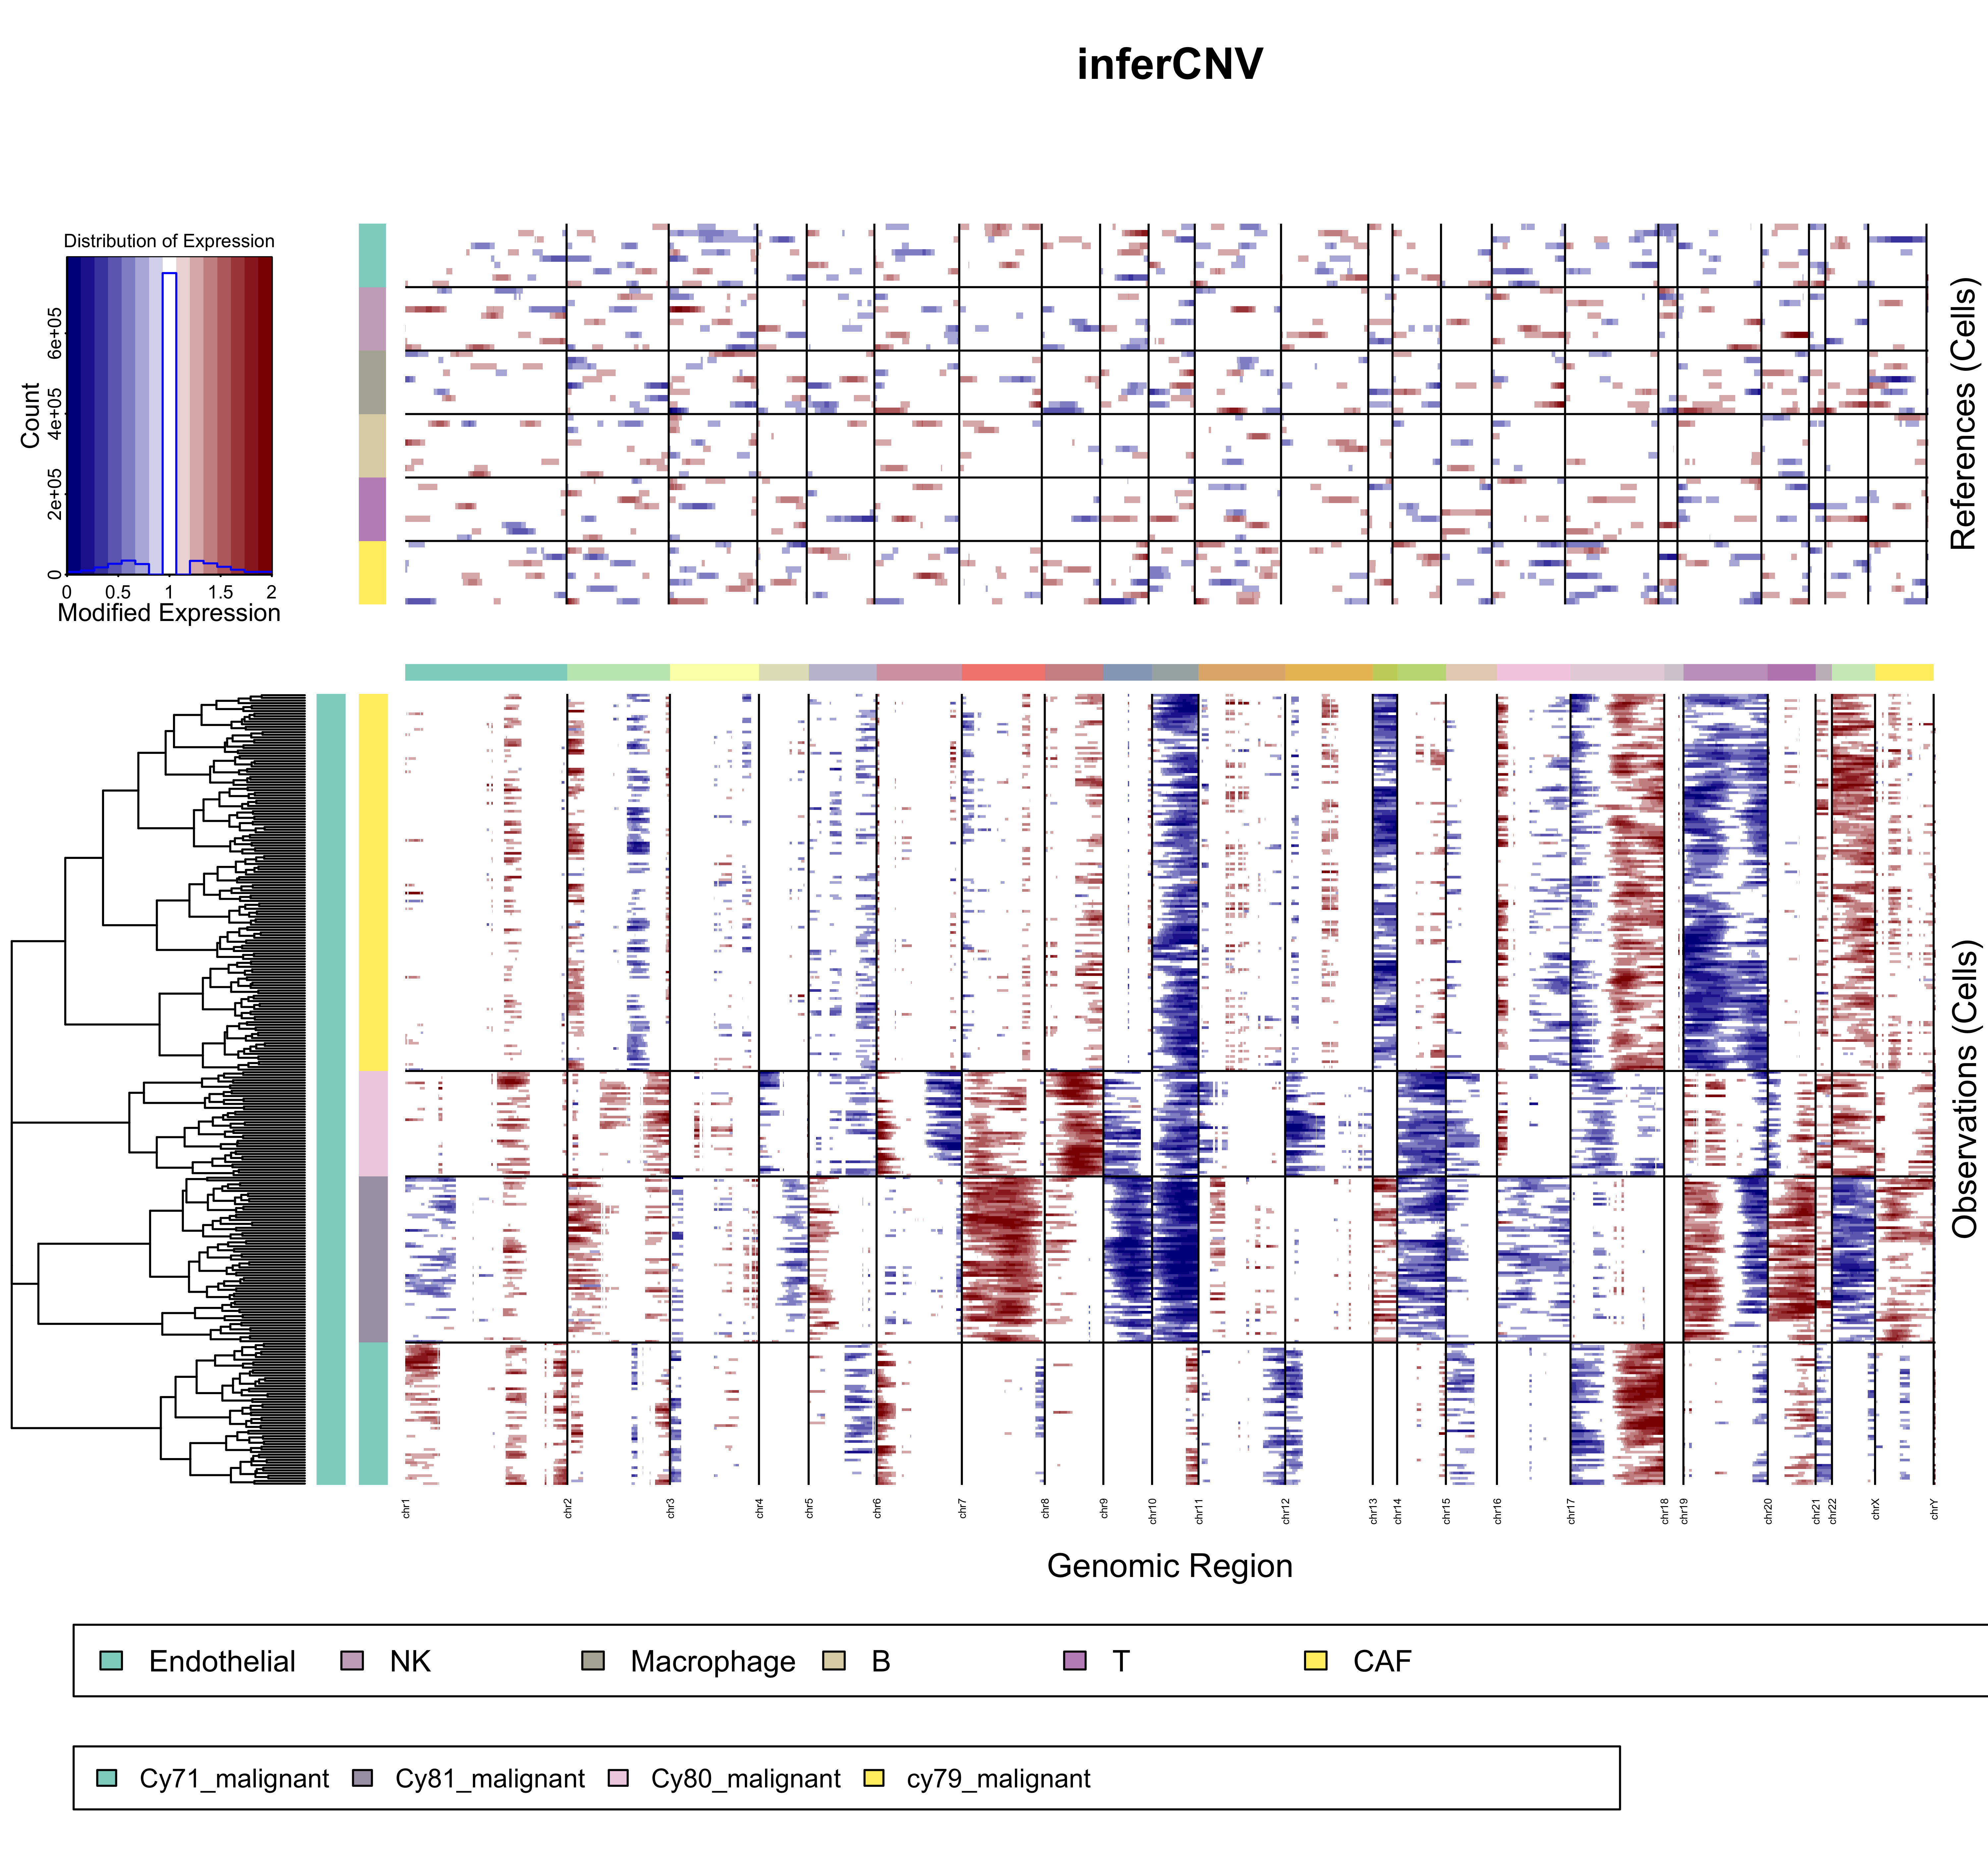 inferCNV
Distribution of Expression
Count
0 2e+05 4e+05 6e+05
0 0.5 1 1.5 2
Modified Expression
References (Cells)
Observations (Cells)
chr1 chr2 chr3 chr4 chr5 chr6 chr7 chr8 chr9 chr10 chr11 chr12 chr13 chr14 chr15 chr16 chr17 chr18 chr19 chr20 chr21 chr22 chrX chrY
Genomic Region
Endothelial NK Macrophage B T CAF
Cy71_malignant Cy81_malignant Cy80_malignant cy79_malignant